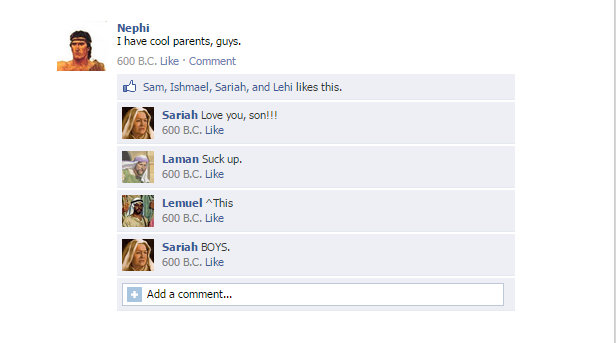 Nephi
I have cool parents, guys.
600 B.C. Like · Comment
Sam, Ishmael, Sariah, and Lehi likes this.
Sariah Love you, son!!!
600 B.C. Like
Laman Suck up.
600 B.C. Like
Lemuel ^This
600 B.C. Like
Sariah BOYS.
600 B.C. Like
Add a comment...